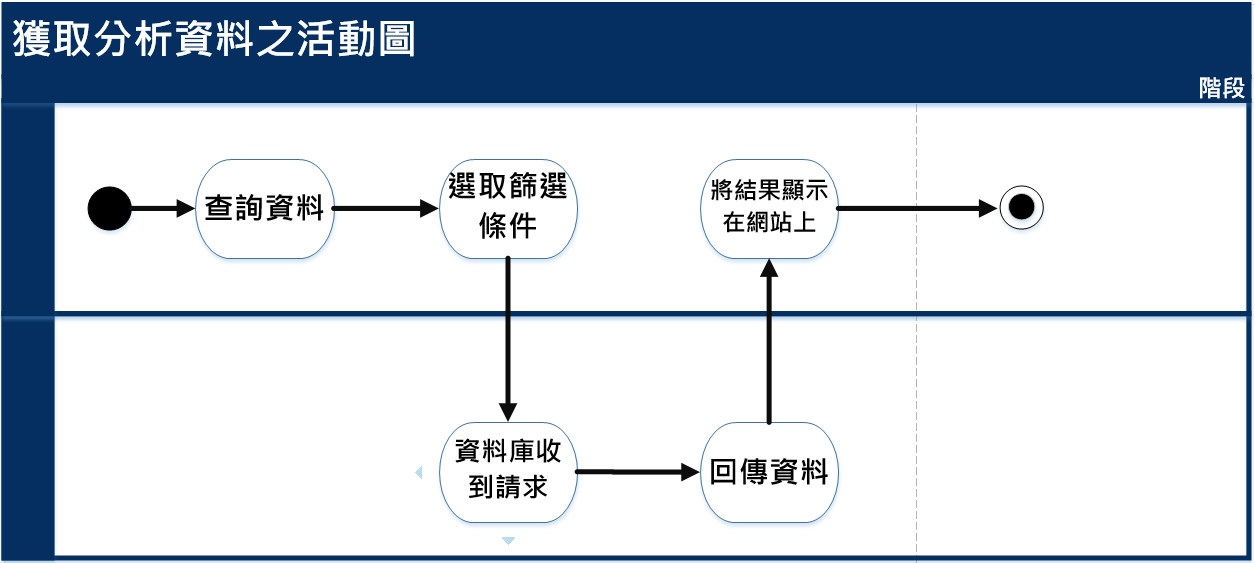 獲取分析資料之活動圖
階段
查詢資料
選取篩選
條件
將結果顯示
在網站上
資料庫收
到請求
回傳資料